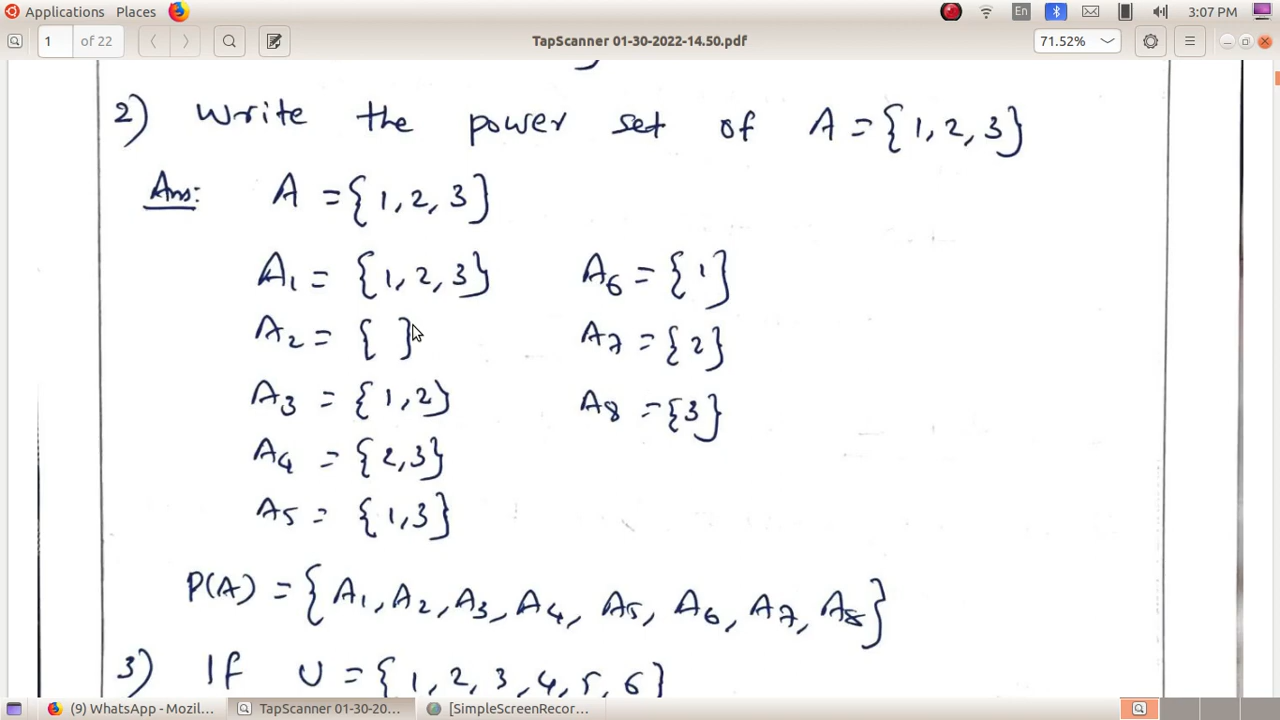 Applications Places En 3:07 PM
1 of 22 TapScanner 01-30-2022-14.50.pdf 71.52%
2) Write the power set of A = {1, 2, 3}
Ans: A = {1, 2, 3}
A₁ = {1, 2, 3}
A₂ = { }
A₃ = {1, 2}
A₄ = {2, 3}
A₅ = {1, 3}
A₆ = {1}
A₇ = {2}
A₈ = {3}
P(A) = {A₁, A₂, A₃, A₄, A₅, A₆, A₇, A₈}
3) If U = {1, 2, 3, 4, 5, 6}
(9) WhatsApp - Mozil... TapScanner 01-30-20... [SimpleScreenRecor...